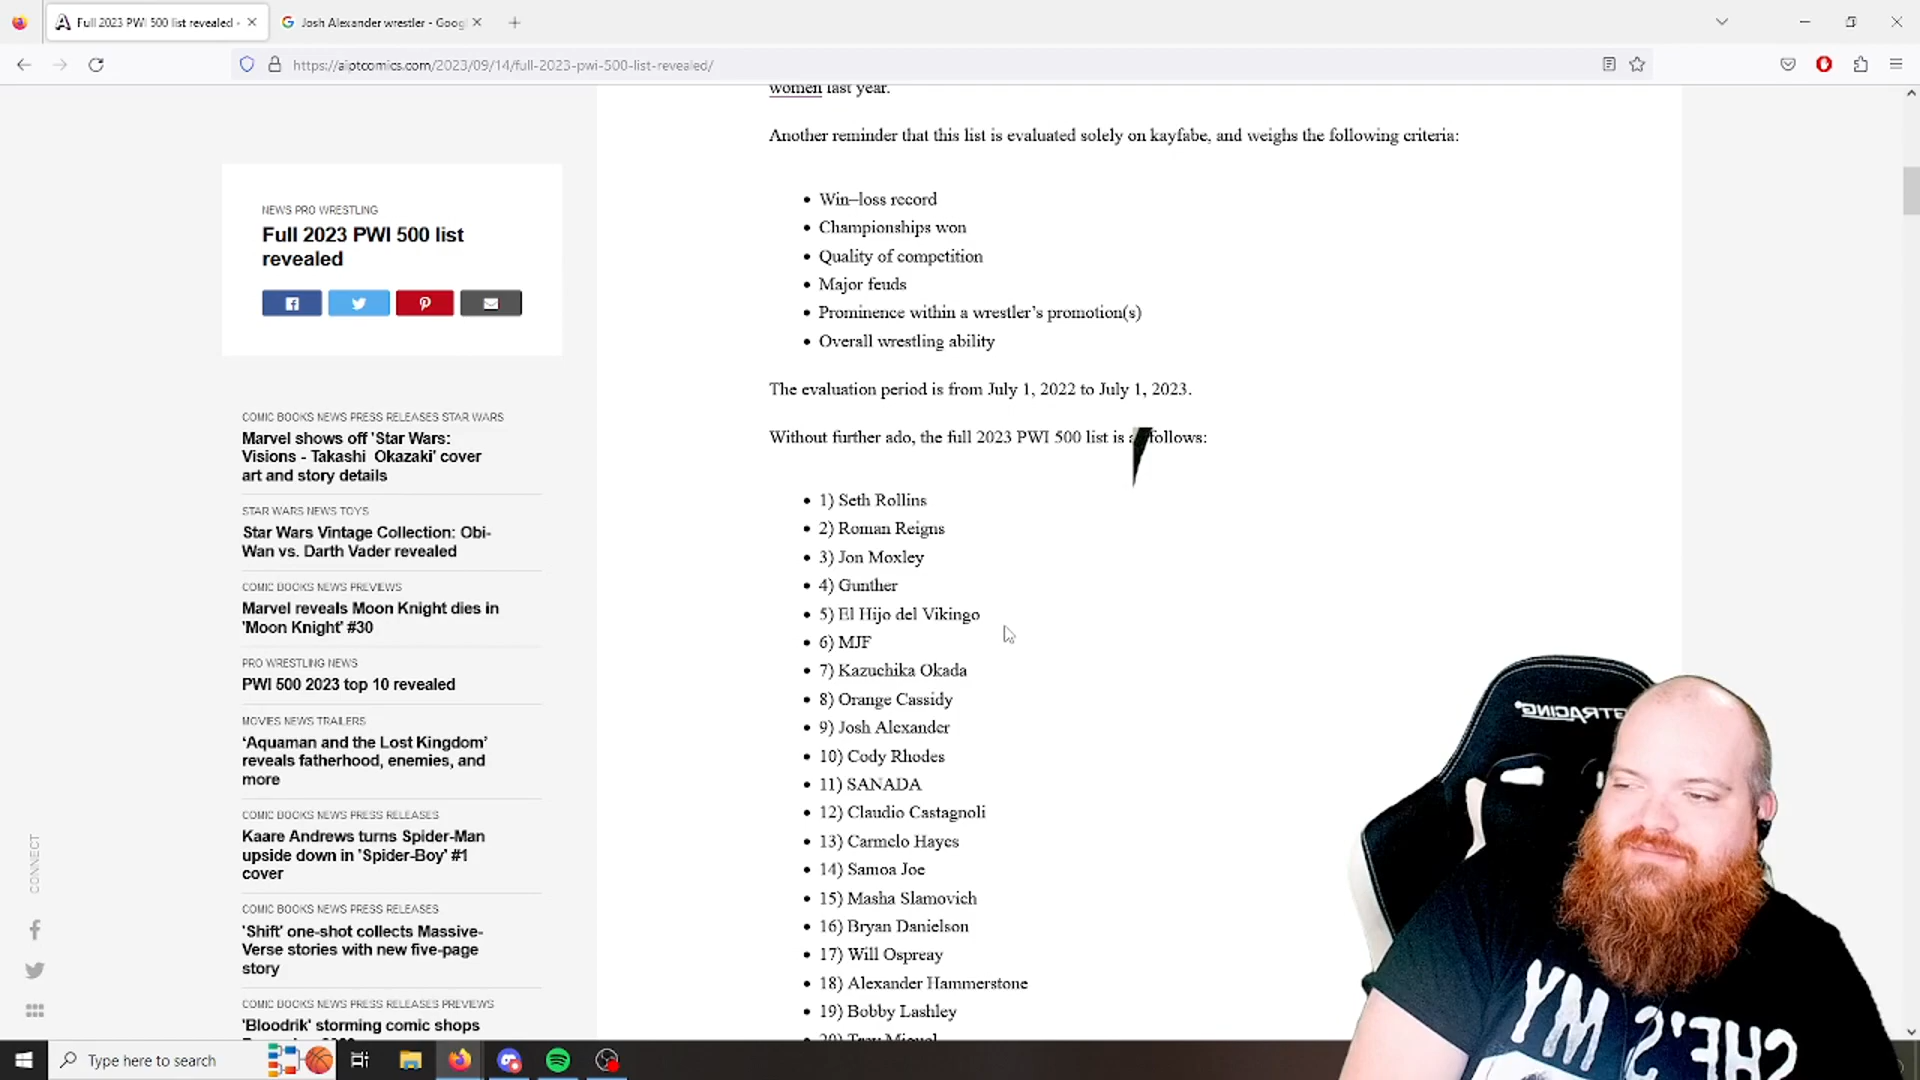 Full 2023 PWI 500 list revealed -
Josh Alexander wrestler - Goog
https://aiptcomics.com/2023/09/14/full-2023-pwi-500-list-revealed/
women last year.
Another reminder that this list is evaluated solely on kayfabe, and weighs the following criteria:
Win–loss record
Championships won
Quality of competition
Major feuds
Prominence within a wrestler's promotion(s)
Overall wrestling ability
The evaluation period is from July 1, 2022 to July 1, 2023.
Without further ado, the full 2023 PWI 500 list is a follows:
1) Seth Rollins
2) Roman Reigns
3) Jon Moxley
4) Gunther
5) El Hijo del Vikingo
6) MJF
7) Kazuchika Okada
8) Orange Cassidy
9) Josh Alexander
10) Cody Rhodes
11) SANADA
12) Claudio Castagnoli
13) Carmelo Hayes
14) Samoa Joe
15) Masha Slamovich
16) Bryan Danielson
17) Will Ospreay
18) Alexander Hammerstone
19) Bobby Lashley
20) Trey Miguel
NEWS PRO WRESTLING
Full 2023 PWI 500 list
revealed
COMIC BOOKS NEWS PRESS RELEASES STAR WARS
Marvel shows off 'Star Wars:
Visions - Takashi Okazaki' cover
art and story details
STAR WARS NEWS TOYS
Star Wars Vintage Collection: Obi-
Wan vs. Darth Vader revealed
COMIC BOOKS NEWS PREVIEWS
Marvel reveals Moon Knight dies in
'Moon Knight' #30
PRO WRESTLING NEWS
PWI 500 2023 top 10 revealed
MOVIES NEWS TRAILERS
‘Aquaman and the Lost Kingdom’
reveals fatherhood, enemies, and
more
COMIC BOOKS NEWS PRESS RELEASES
Kaare Andrews turns Spider-Man
upside down in 'Spider-Boy' #1
cover
COMIC BOOKS NEWS PRESS RELEASES
'Shift' one-shot collects Massive-
Verse stories with new five-page
story
COMIC BOOKS NEWS PRESS RELEASES PREVIEWS
'Bloodrik' storming comic shops
CONNECT
GTRACING
SHE'S MY
Type here to search